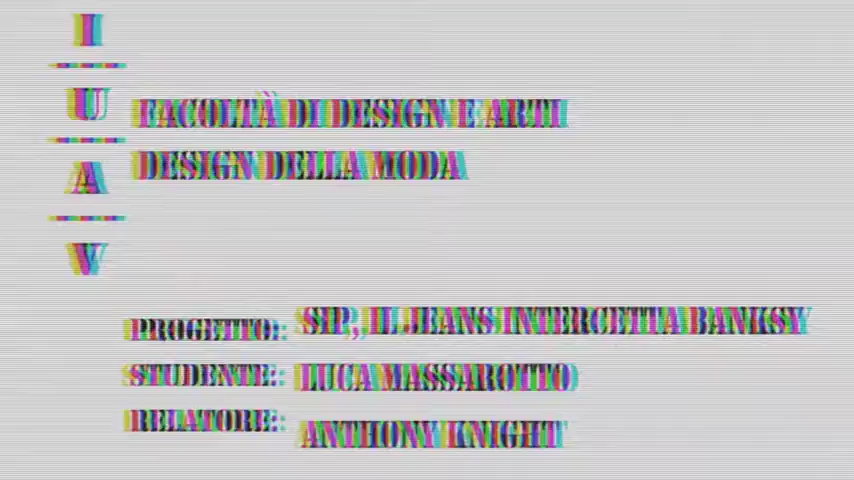 I
U
A
V
FACOLTÀ DI DESIGN E ARTI
DESIGN DELLA MODA
PROGETTO: SIP, IL JEANS INTERCETTA BANKSY
STUDENTE: LUCA MASSAROTTO
RELATORE: ANTHONY KNIGHT